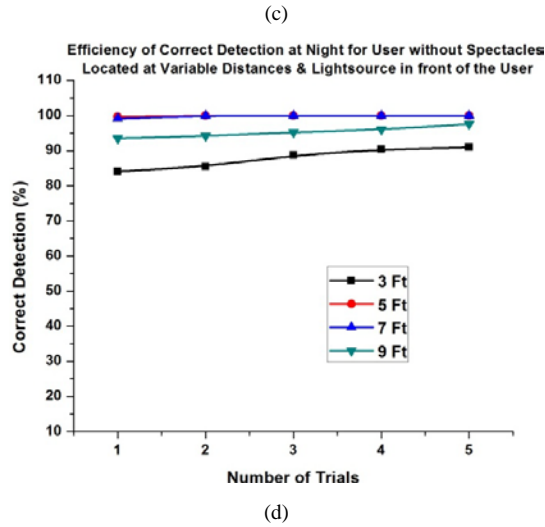 (c)
Efficiency of Correct Detection at Night for User without Spectacles
Located at Variable Distances & Lightsource in front of the User
110
100
90
80
70
60
50
40
30
20
10
Correct Detection (%)
3 Ft
5 Ft
7 Ft
9 Ft
1 2 3 4 5
Number of Trials
(d)